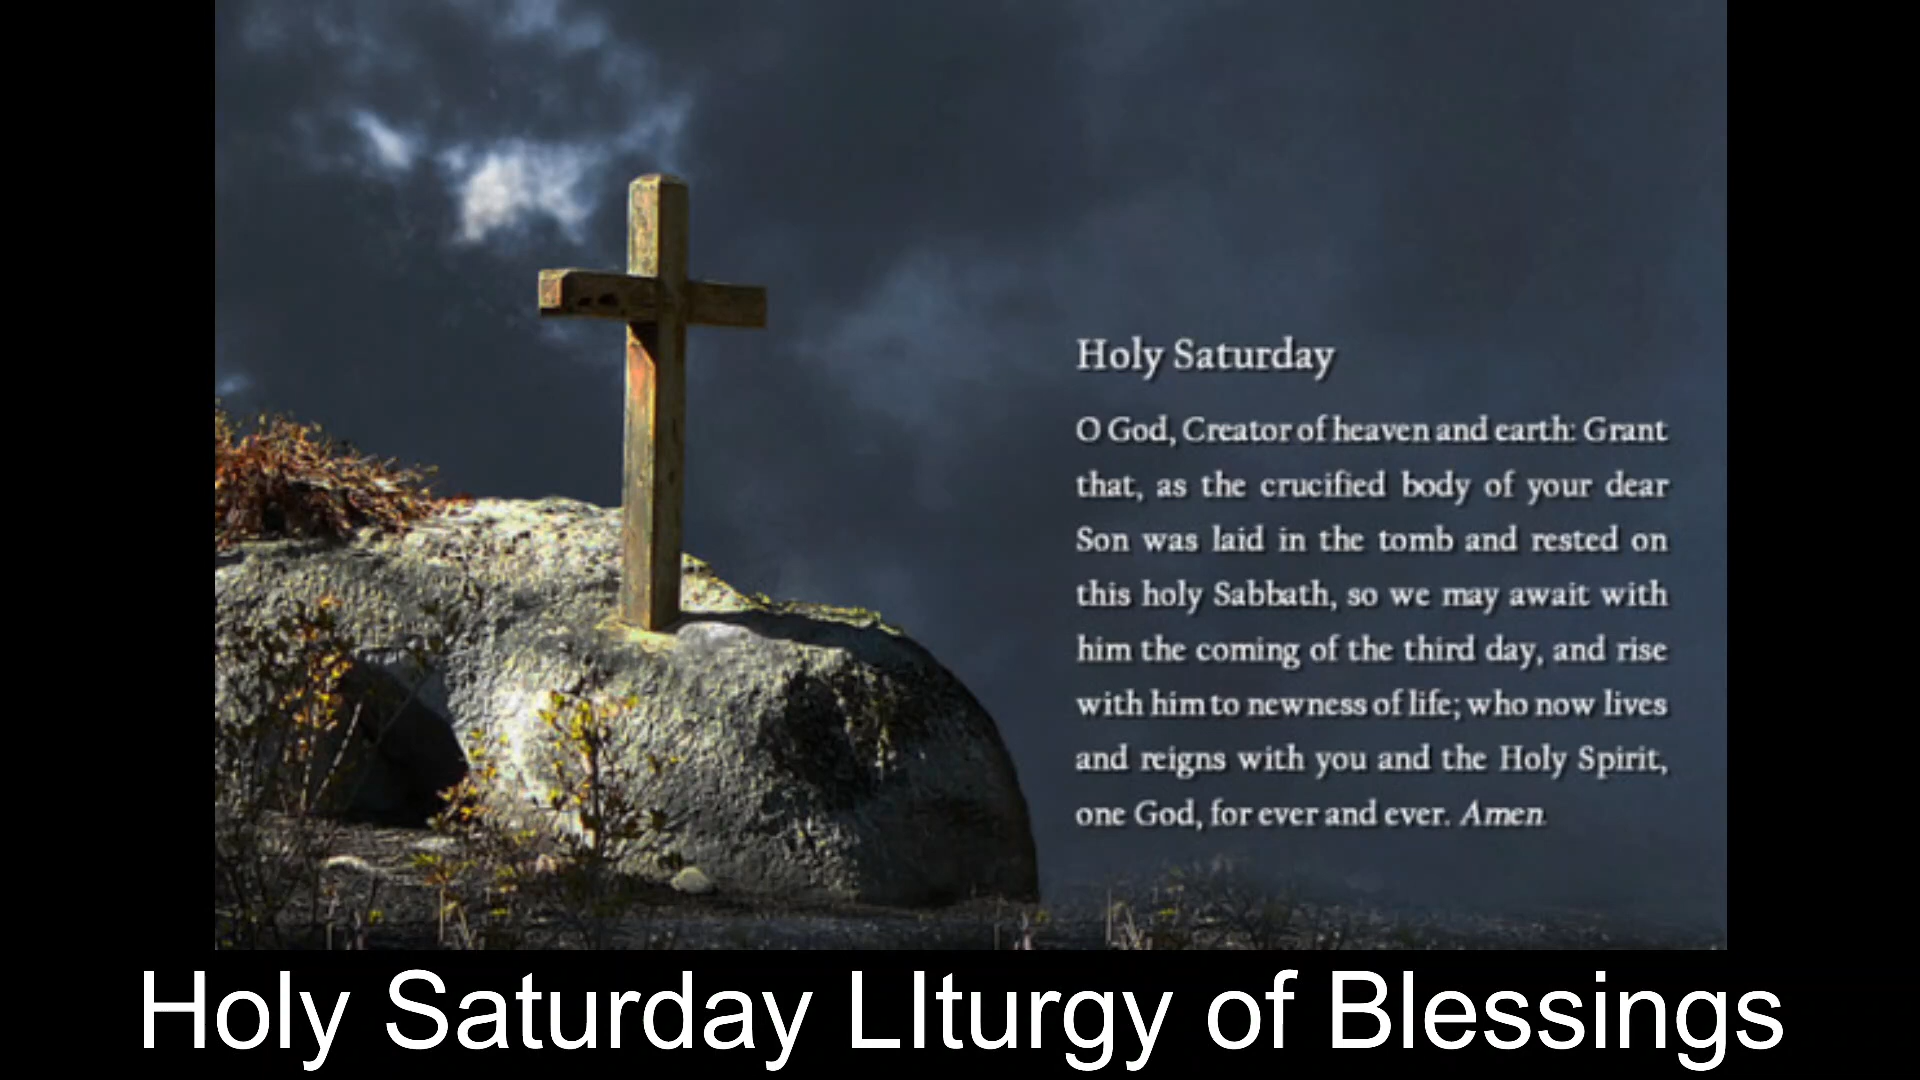 Holy Saturday
O God, Creator of heaven and earth: Grant
that, as the crucified body of your dear
Son was laid in the tomb and rested on
this holy Sabbath, so we may await with
him the coming of the third day, and rise
with him to newness of life; who now lives
and reigns with you and the Holy Spirit,
one God, for ever and ever. Amen
Holy Saturday LIturgy of Blessings